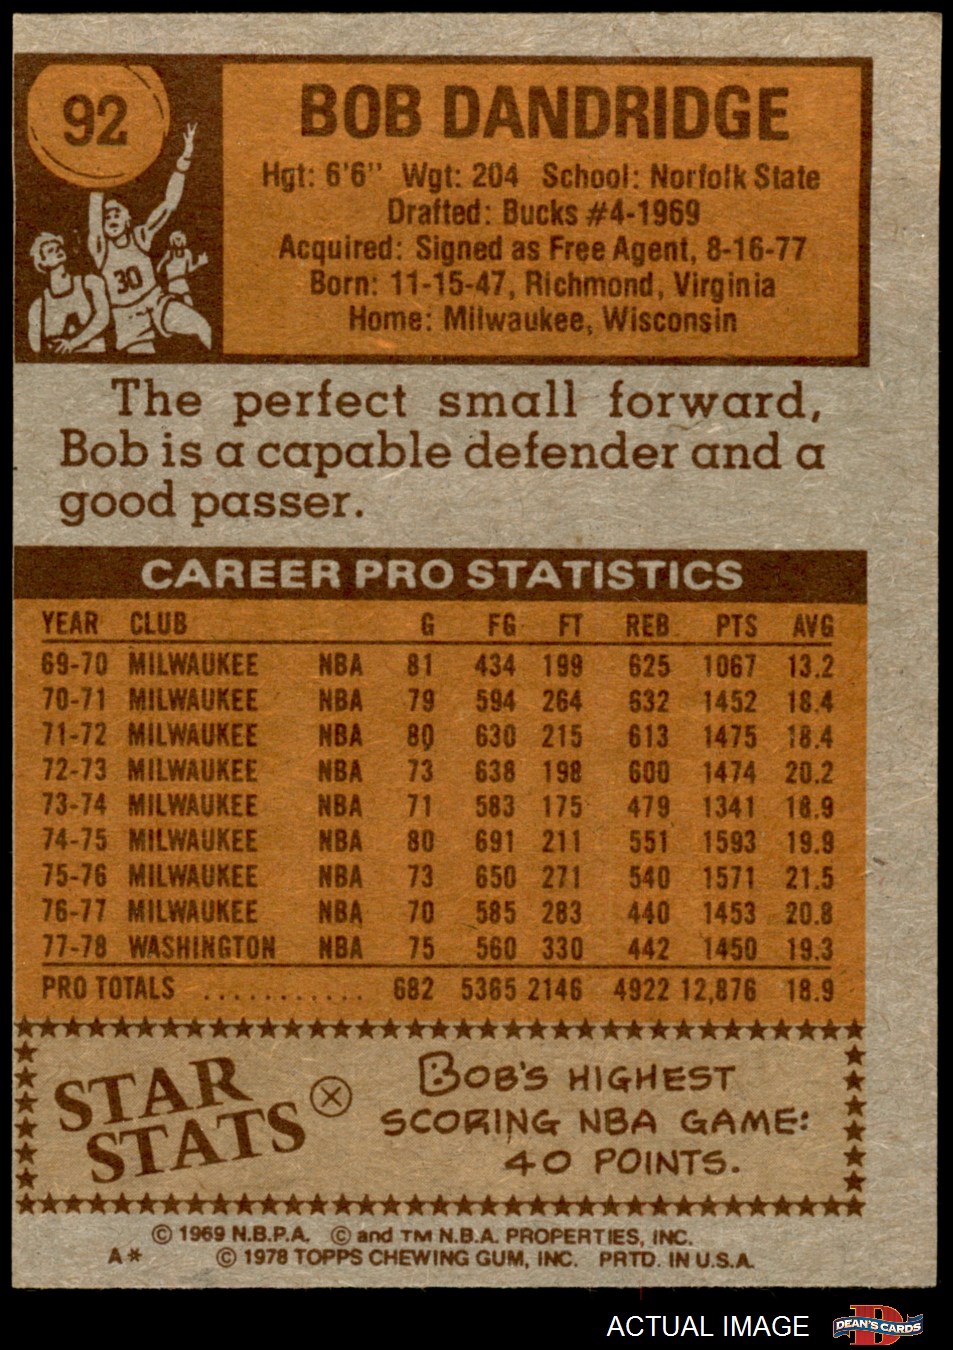 92
BOB DANDRIDGE
Hgt: 6'6" Wgt: 204 School: Norfolk State
Drafted: Bucks #4-1969
Acquired: Signed as Free Agent, 8-16-77
Born: 11-15-47, Richmond, Virginia
Home: Milwaukee, Wisconsin
30
The perfect small forward,
Bob is a capable defender and a
good passer.
CAREER PRO STATISTICS
YEAR CLUB G FG FT REB PTS AVG
69-70 MILWAUKEE NBA 81 434 199 625 1067 13.2
70-71 MILWAUKEE NBA 79 594 264 632 1452 18.4
71-72 MILWAUKEE NBA 80 630 215 613 1475 18.4
72-73 MILWAUKEE NBA 73 638 198 600 1474 20.2
73-74 MILWAUKEE NBA 71 583 175 479 1341 18.9
74-75 MILWAUKEE NBA 80 691 211 551 1593 19.9
75-76 MILWAUKEE NBA 73 650 271 540 1571 21.5
76-77 MILWAUKEE NBA 70 585 283 440 1453 20.8
77-78 WASHINGTON NBA 75 560 330 442 1450 19.3
PRO TOTALS ............ 682 5365 2146 4922 12,876 18.9
STAR
STATS
BOB'S HIGHEST
SCORING NBA GAME:
40 POINTS.
© 1969 N.B.P.A. © and TM N.B.A. PROPERTIES, INC.
A* © 1978 TOPPS CHEWING GUM, INC. PRTD. IN U.S.A.
ACTUAL IMAGE
D
DEAN'S CARDS